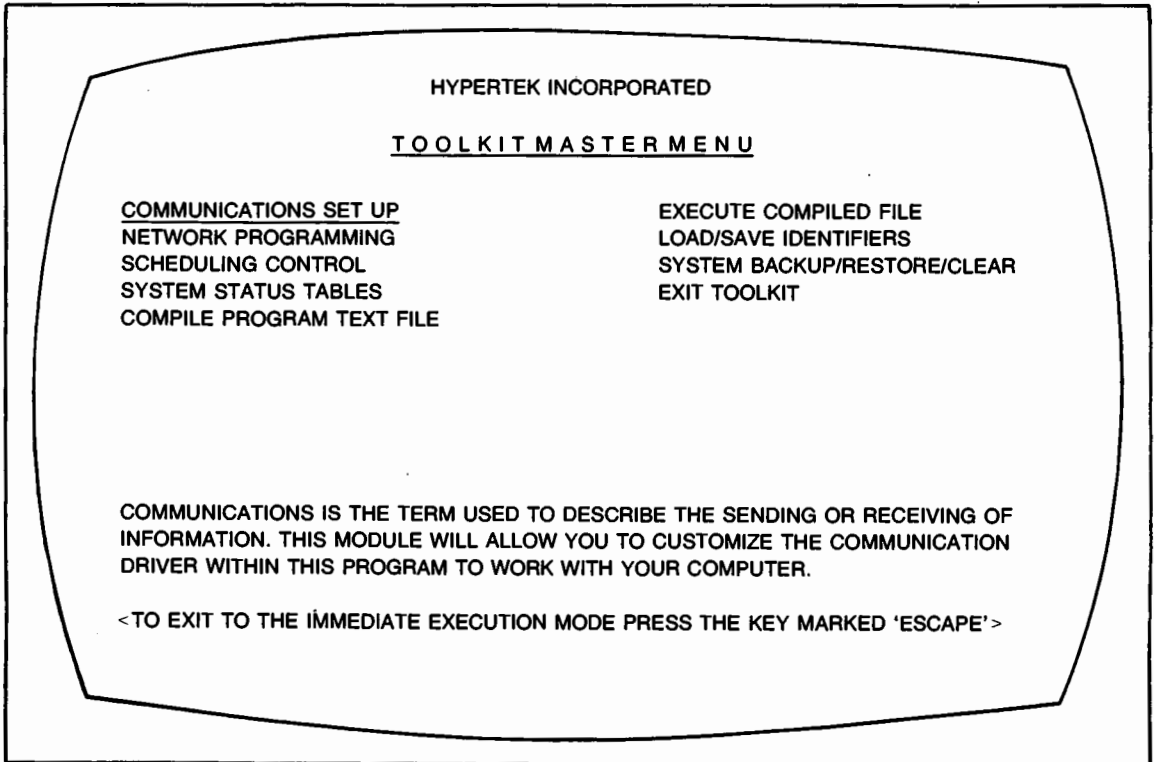 HYPERTEK INCORPORATED
TOOLKIT MASTER MENU
COMMUNICATIONS SET UP
NETWORK PROGRAMMING
SCHEDULING CONTROL
SYSTEM STATUS TABLES
COMPILE PROGRAM TEXT FILE
EXECUTE COMPILED FILE
LOAD/SAVE IDENTIFIERS
SYSTEM BACKUP/RESTORE/CLEAR
EXIT TOOLKIT
COMMUNICATIONS IS THE TERM USED TO DESCRIBE THE SENDING OR RECEIVING OF
INFORMATION. THIS MODULE WILL ALLOW YOU TO CUSTOMIZE THE COMMUNICATION
DRIVER WITHIN THIS PROGRAM TO WORK WITH YOUR COMPUTER.
<TO EXIT TO THE IMMEDIATE EXECUTION MODE PRESS THE KEY MARKED 'ESCAPE'>